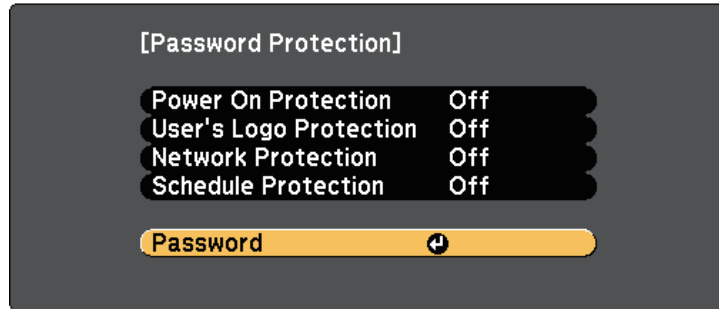 [Password Protection]
Power On Protection Off
User's Logo Protection Off
Network Protection Off
Schedule Protection Off
Password